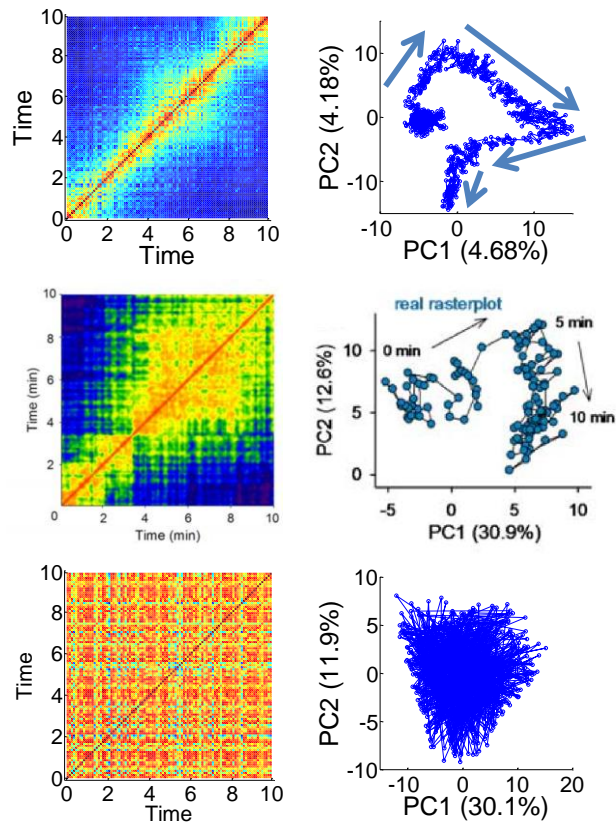 10
8
6
4
2
0
Time
0 2 4 6 8 10
Time
10
0
-10
PC2 (4.18%)
-10 0 10
PC1 (4.68%)
10
8
6
4
2
Time (min)
2 4 6 8 10
Time (min)
real rasterplot
0 min
5 min
10 min
10
5
0
PC2 (12.6%)
-5 0 5 10
PC1 (30.9%)
10
8
6
4
2
0
Time
0 2 4 6 8 10
Time
10
5
0
-5
-10
PC2 (11.9%)
-10 0 10 20
PC1 (30.1%)